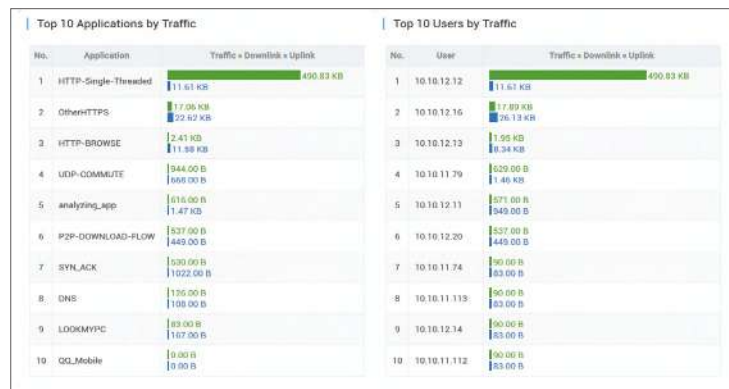 Top 10 Applications by Traffic
No. Application Traffic • Downlink • Uplink
1 HTTP-Single-Threaded 490.83 KB
11.61 KB
2 OtherHTTPS 17.06 KB
22.62 KB
3 HTTP-BROWSE 2.41 KB
11.98 KB
4 UDP-COMMUTE 944.00 B
668.00 B
5 analyzing_app 616.00 B
1.47 KB
6 P2P-DOWNLOAD-FLOW 537.00 B
449.00 B
7 SYN_ACK 530.00 B
1022.00 B
8 DNS 126.00 B
108.00 B
9 LOOKMYPC 83.00 B
167.00 B
10 QQ_Mobile 0.00 B
0.00 B
Top 10 Users by Traffic
No. User Traffic • Downlink • Uplink
1 10.10.12.12 490.83 KB
11.61 KB
2 10.10.12.16 17.89 KB
26.13 KB
3 10.10.12.13 1.95 KB
8.34 KB
4 10.10.11.79 629.00 B
1.46 KB
5 10.10.12.11 571.00 B
949.00 B
6 10.10.12.20 537.00 B
449.00 B
7 10.10.11.74 90.00 B
83.00 B
8 10.10.11.113 90.00 B
83.00 B
9 10.10.12.14 90.00 B
83.00 B
10 10.10.11.112 90.00 B
83.00 B